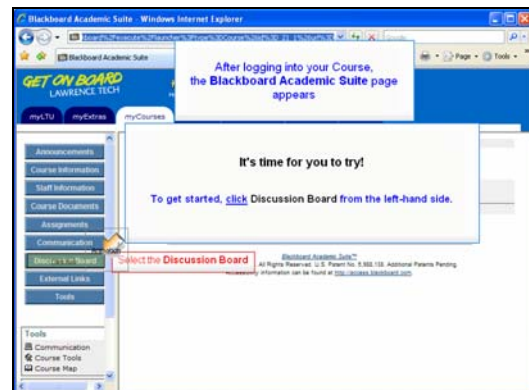 Blackboard Academic Suite - Windows Internet Explorer
Blackboard Academic Suite
Page
Tools
GET ON BOARD
LAWRENCE TECH
After logging into your Course,
the Blackboard Academic Suite page
appears
myLTU
myExtras
myCourses
It's time for you to try!
To get started, click Discussion Board from the left-hand side.
Announcements
Course Information
Staff Information
Course Documents
Assignments
Communication
Discussion Board
Select the Discussion Board
External Links
Tools
Blackboard Academic Suite™
All Rights Reserved. U.S. Patent No. 6,988,138. Additional Patents Pending.
Accessibility information can be found at http://access.blackboard.com.
Tools
Communication
Course Tools
Course Map